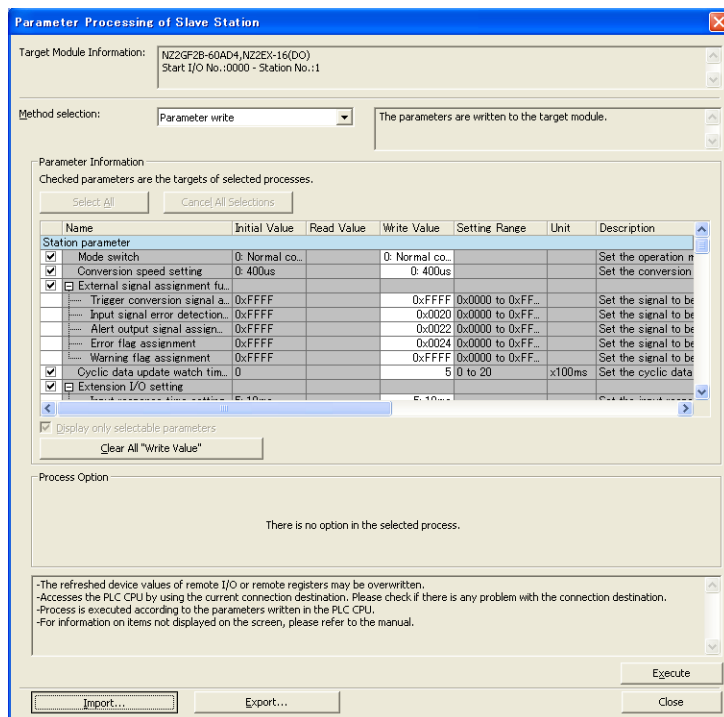 Parameter Processing of Slave Station
Target Module Information:
NZ2GF2B-60AD4,NZ2EX-16(DO)
Start I/O No.:0000 - Station No.:1
Method selection:
Parameter write
The parameters are written to the target module.
Parameter Information
Checked parameters are the targets of selected processes.
Select All
Cancel All Selections
Name Initial Value Read Value Write Value Setting Range Unit Description
Station parameter
Mode switch 0: Normal co... 0: Normal co... Set the operation m
Conversion speed setting 0: 400us 0: 400us Set the conversion
External signal assignment fu...
Trigger conversion signal a... 0xFFFF 0xFFFF 0x0000 to 0xFF... Set the signal to be
Input signal error detection... 0xFFFF 0x0020 0x0000 to 0xFF... Set the signal to be
Alert output signal assign... 0xFFFF 0x0022 0x0000 to 0xFF... Set the signal to be
Error flag assignment 0xFFFF 0x0024 0x0000 to 0xFF... Set the signal to be
Warning flag assignment 0xFFFF 0xFFFF 0x0000 to 0xFF... Set the signal to be
Cyclic data update watch tim... 0 5 0 to 20 x100ms Set the cyclic data
Extension I/O setting
Display only selectable parameters
Clear All "Write Value"
Process Option
There is no option in the selected process.
-The refreshed device values of remote I/O or remote registers may be overwritten.
-Accesses the PLC CPU by using the current connection destination. Please check if there is any problem with the connection destination.
-Process is executed according to the parameters written in the PLC CPU.
-For information on items not displayed on the screen, please refer to the manual.
Execute
Import...
Export...
Close